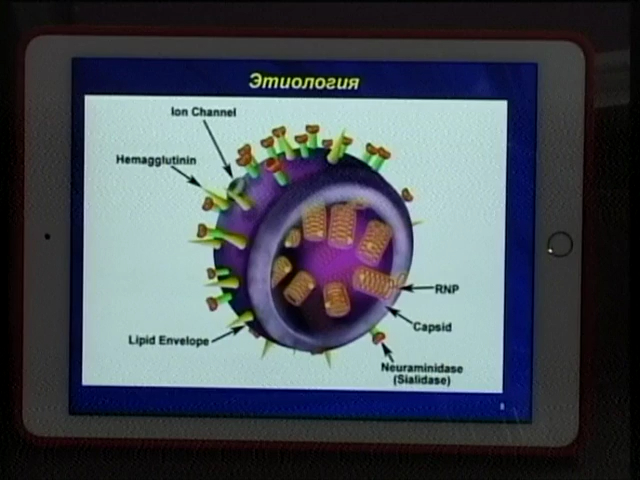 Этиология
Ion Channel
Hemagglutinin
RNP
Capsid
Lipid Envelope
Neuraminidase
(Sialidase)